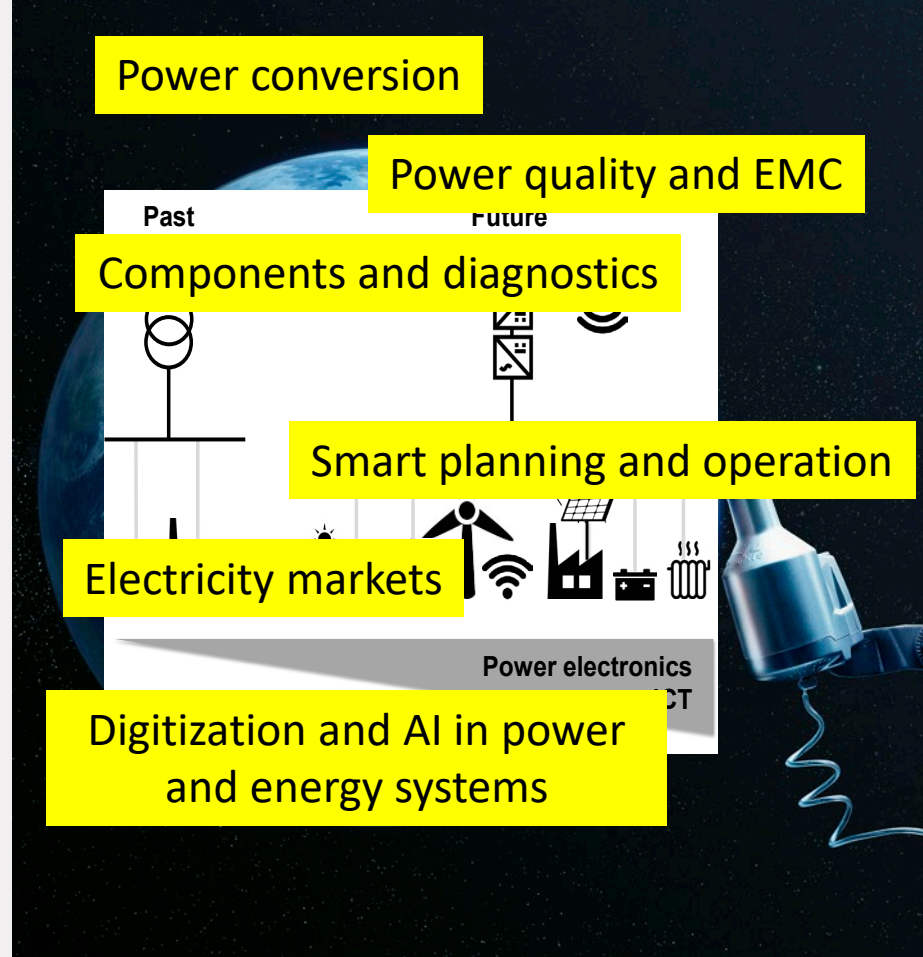 Power conversion
Power quality and EMC
Past
Future
Components and diagnostics
Smart planning and operation
Electricity markets
Power electronics
Digitization and AI in power
and energy systems